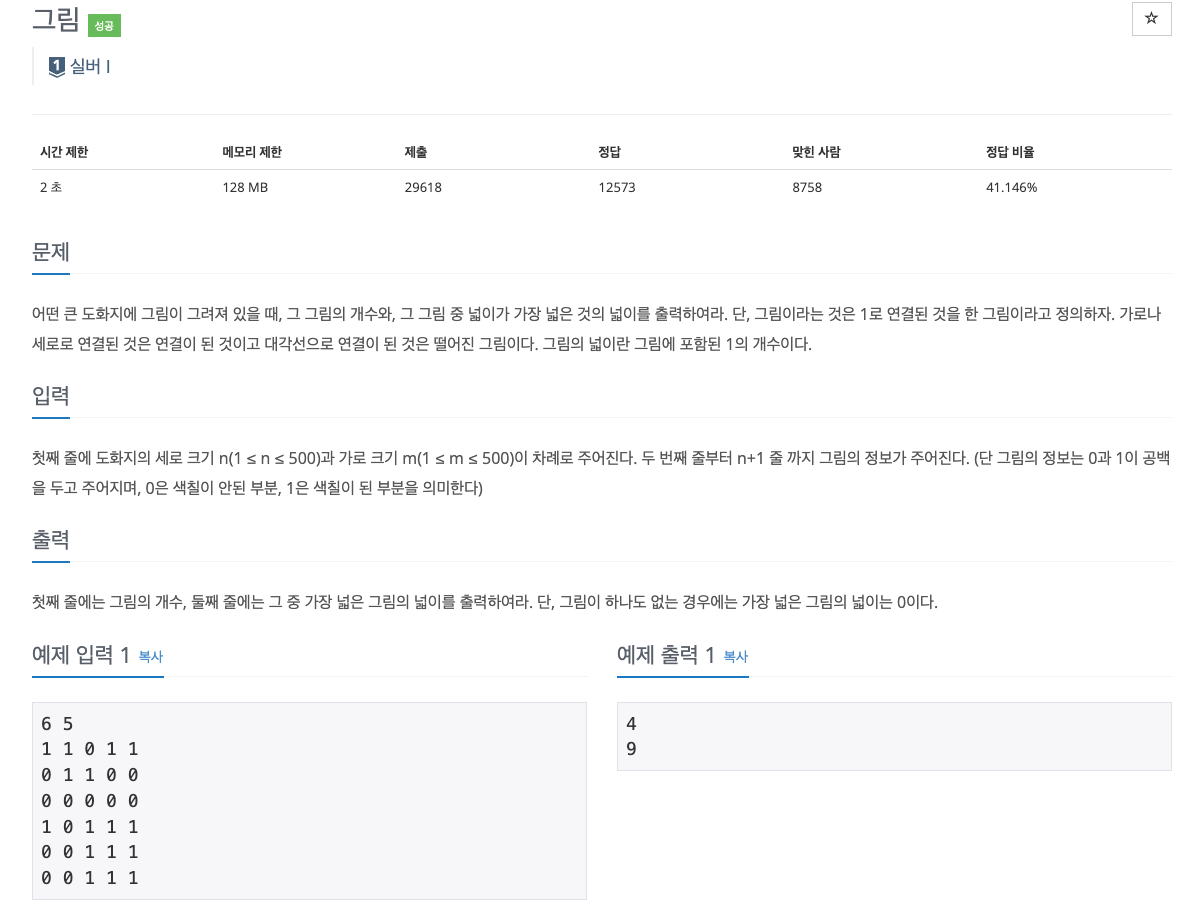 그림 성공
☆
1 실버 I
시간 제한 메모리 제한 제출 정답 맞힌 사람 정답 비율
2 초 128 MB 29618 12573 8758 41.146%
문제
어떤 큰 도화지에 그림이 그려져 있을 때, 그 그림의 개수와, 그 그림 중 넓이가 가장 넓은 것의 넓이를 출력하여라. 단, 그림이라는 것은 1로 연결된 것을 한 그림이라고 정의하자. 가로나
세로로 연결된 것은 연결이 된 것이고 대각선으로 연결이 된 것은 떨어진 그림이다. 그림의 넓이란 그림에 포함된 1의 개수이다.
입력
첫째 줄에 도화지의 세로 크기 n(1 ≤ n ≤ 500)과 가로 크기 m(1 ≤ m ≤ 500)이 차례로 주어진다. 두 번째 줄부터 n+1 줄 까지 그림의 정보가 주어진다. (단 그림의 정보는 0과 1이 공백
을 두고 주어지며, 0은 색칠이 안된 부분, 1은 색칠이 된 부분을 의미한다)
출력
첫째 줄에는 그림의 개수, 둘째 줄에는 그 중 가장 넓은 그림의 넓이를 출력하여라. 단, 그림이 하나도 없는 경우에는 가장 넓은 그림의 넓이는 0이다.
예제 입력 1 복사
6 5
1 1 0 1 1
0 1 1 0 0
0 0 0 0 0
1 0 1 1 1
0 0 1 1 1
0 0 1 1 1
예제 출력 1 복사
4
9